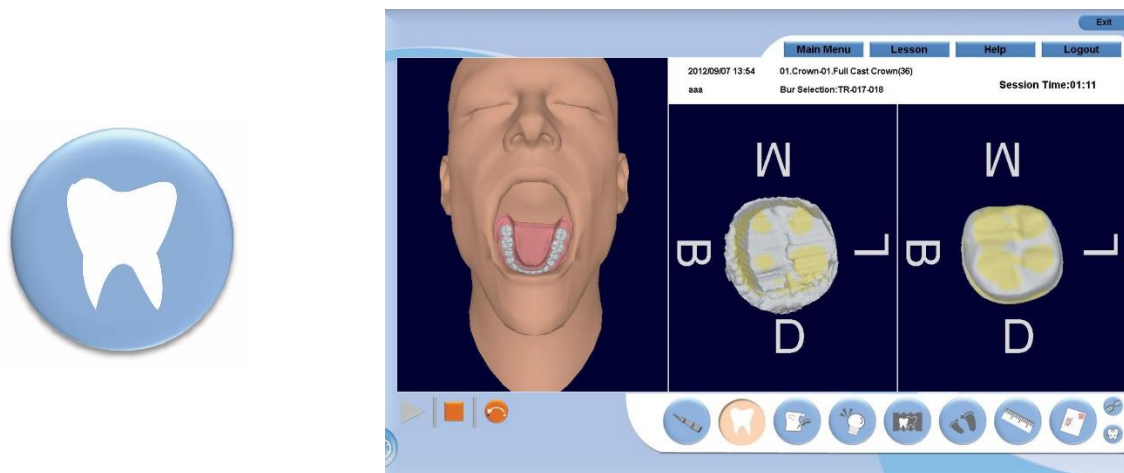 Exit
Main Menu Lesson Help Logout
2012/09/07 13:54 01.Crown-01.Full Cast Crown(36)
aaa Bur Selection:TR-017-018 Session Time:01:11
M M
B L B L
D D